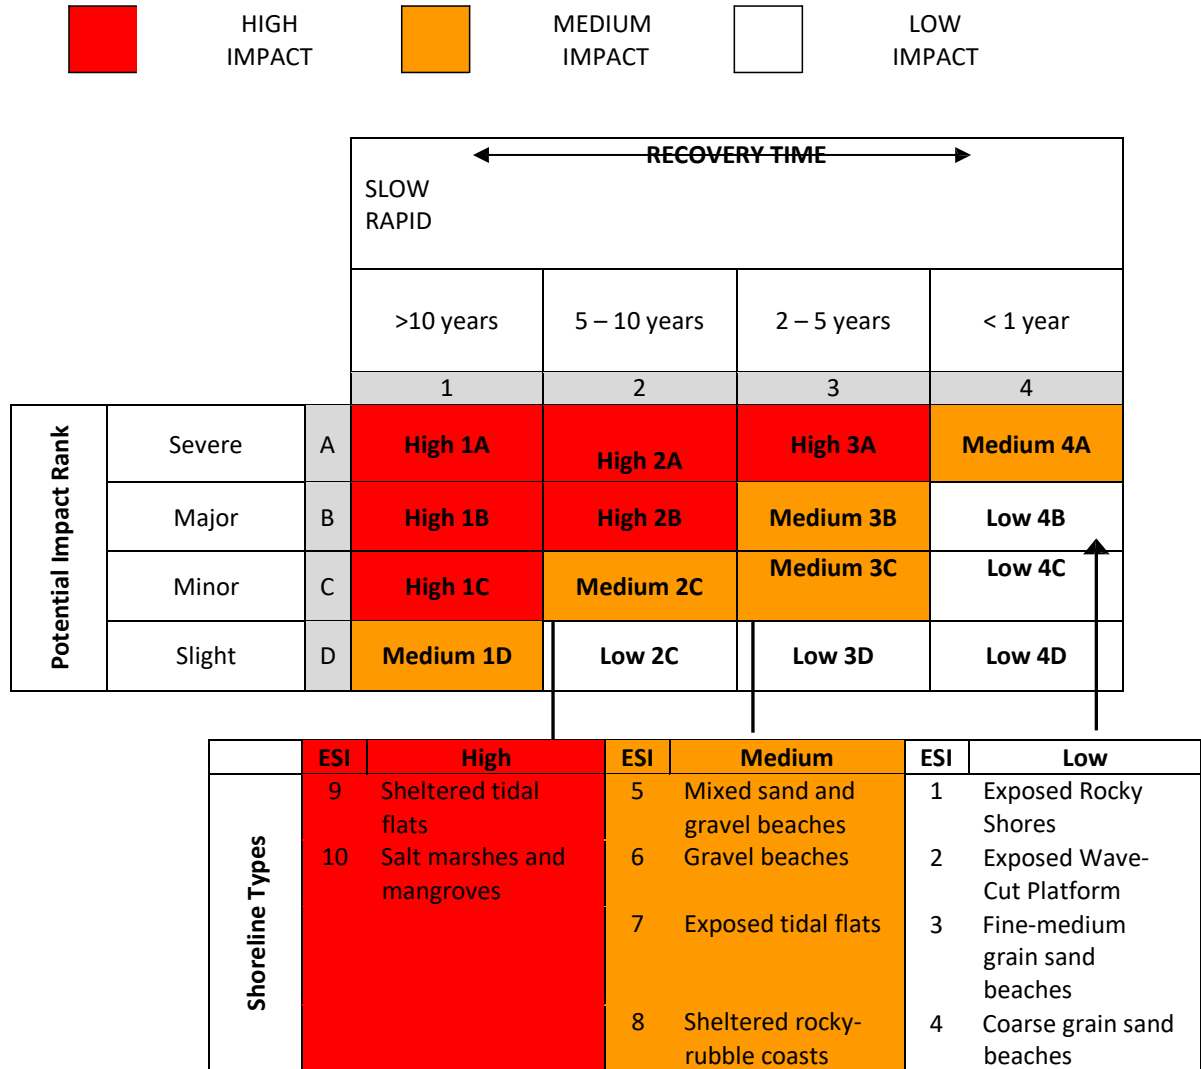 HIGH
IMPACT
MEDIUM
IMPACT
LOW
IMPACT
RECOVERY TIME
SLOW
RAPID
>10 years
5 – 10 years
2 – 5 years
< 1 year
1
2
3
4
Potential Impact Rank
Severe
A
High 1A
High 2A
High 3A
Medium 4A
Major
B
High 1B
High 2B
Medium 3B
Low 4B
Minor
C
High 1C
Medium 2C
Medium 3C
Low 4C
Slight
D
Medium 1D
Low 2C
Low 3D
Low 4D
ESI
High
ESI
Medium
ESI
Low
Shoreline Types
9
Sheltered tidal
flats
10
Salt marshes and
mangroves
5
Mixed sand and
gravel beaches
6
Gravel beaches
7
Exposed tidal flats
8
Sheltered rocky-
rubble coasts
1
Exposed Rocky
Shores
2
Exposed Wave-
Cut Platform
3
Fine-medium
grain sand
beaches
4
Coarse grain sand
beaches